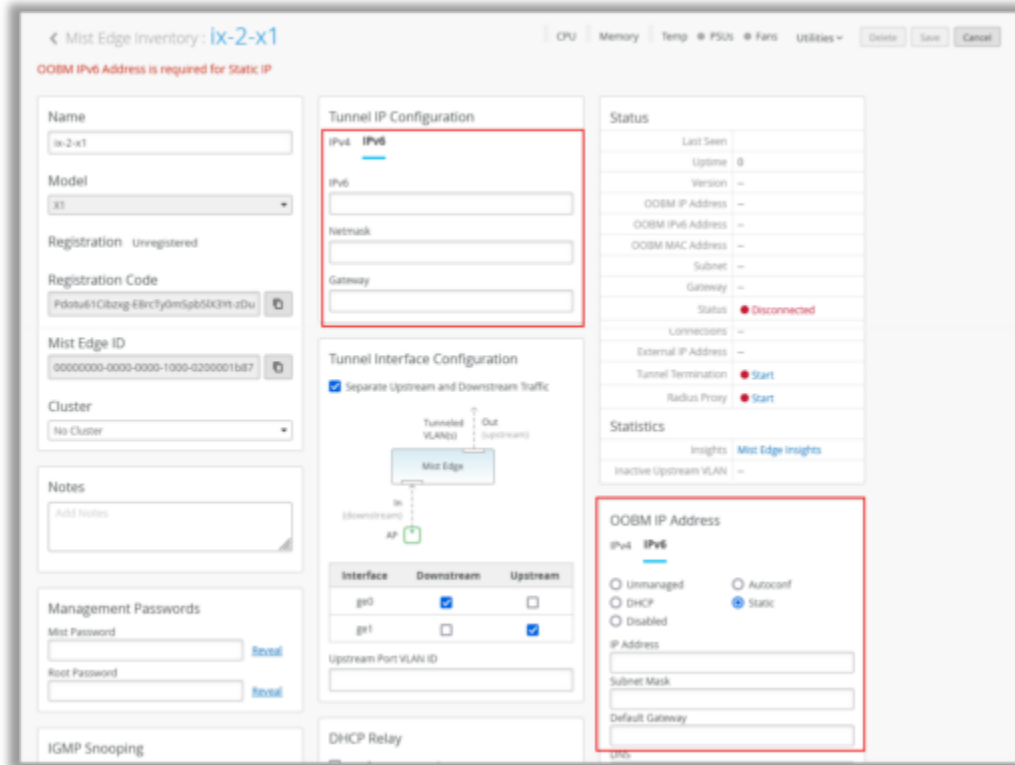 Mist Edge Inventory : ix-2-x1
CPU Memory Temp PSUs Fans Utilities Delete Save Cancel
OOBM IPv6 Address is required for Static IP
Name
ix-2-x1
Model
X1
Registration Unregistered
Registration Code
Mist Edge ID
00000000-0000-0000-1000-0200001b87
Cluster
No Cluster
Notes
Add Notes
Management Passwords
Mist Password
Reveal
Root Password
Reveal
IGMP Snooping
Tunnel IP Configuration
IPv4 IPv6
IPv6
Netmask
Gateway
Tunnel Interface Configuration
Separate Upstream and Downstream Traffic
Tunneled Out
VLAN(s) (upstream)
Mist Edge
In
(downstream)
AP
Interface Downstream Upstream
ge0
ge1
Upstream Port VLAN ID
DHCP Relay
Status
Last Seen
Uptime 0
Version --
OOBM IP Address --
OOBM IPv6 Address --
OOBM MAC Address --
Subnet --
Gateway --
Status Disconnected
Connections --
External IP Address --
Tunnel Termination Start
Radius Proxy Start
Statistics
Insights Mist Edge Insights
Inactive Upstream VLAN --
OOBM IP Address
IPv4 IPv6
Unmanaged Autoconf
DHCP Static
Disabled
IP Address
Subnet Mask
Default Gateway
DNS